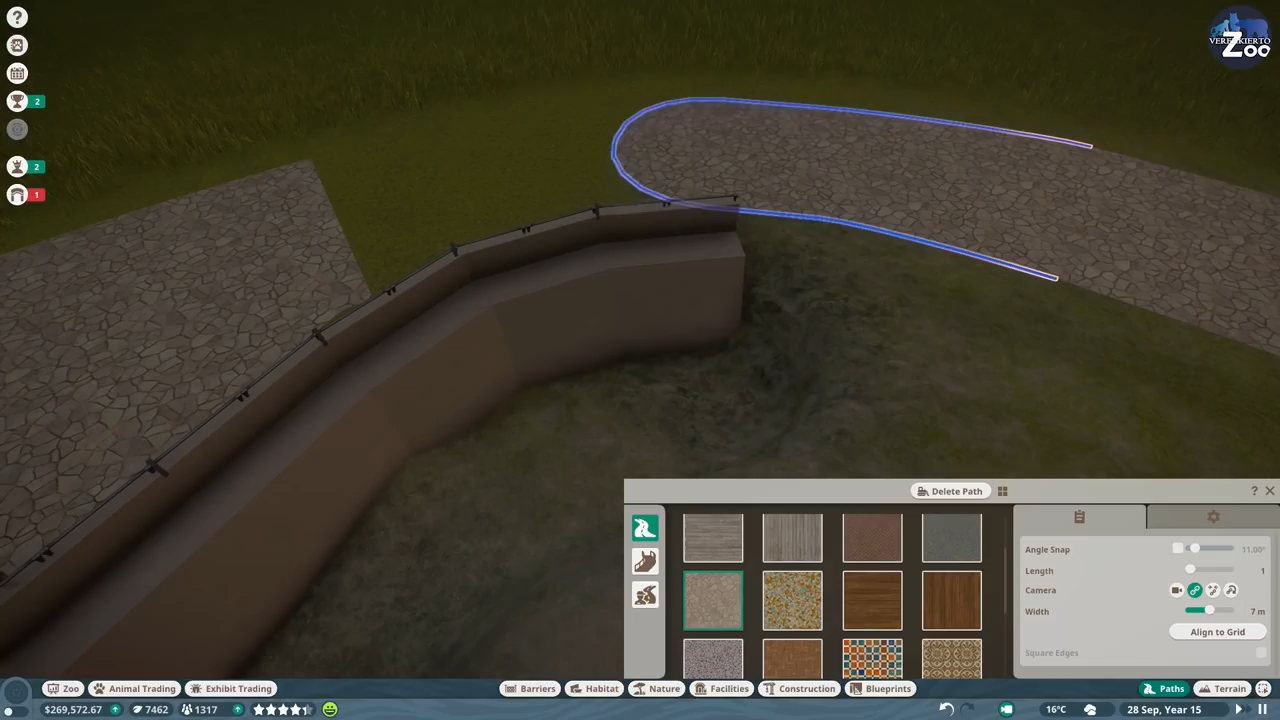 ?
VEREKKIERTO
Zoo
2
2
1
Delete Path
?
Angle Snap 11.00°
Length 1
Camera
Width 7 m
Align to Grid
Square Edges
Zoo
Animal Trading
Exhibit Trading
Barriers
Habitat
Nature
Facilities
Construction
Blueprints
Paths
Terrain
$269,572.67
7462
1317
16°C
28 Sep, Year 15